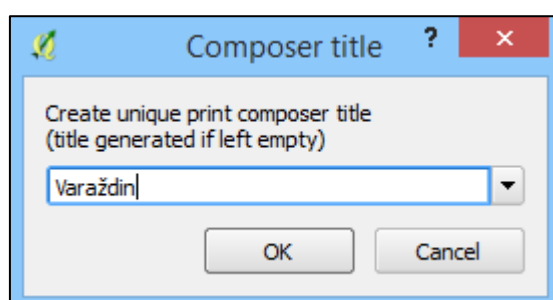 Composer title ? ×
Create unique print composer title
(title generated if left empty)
Varaždin
OK Cancel